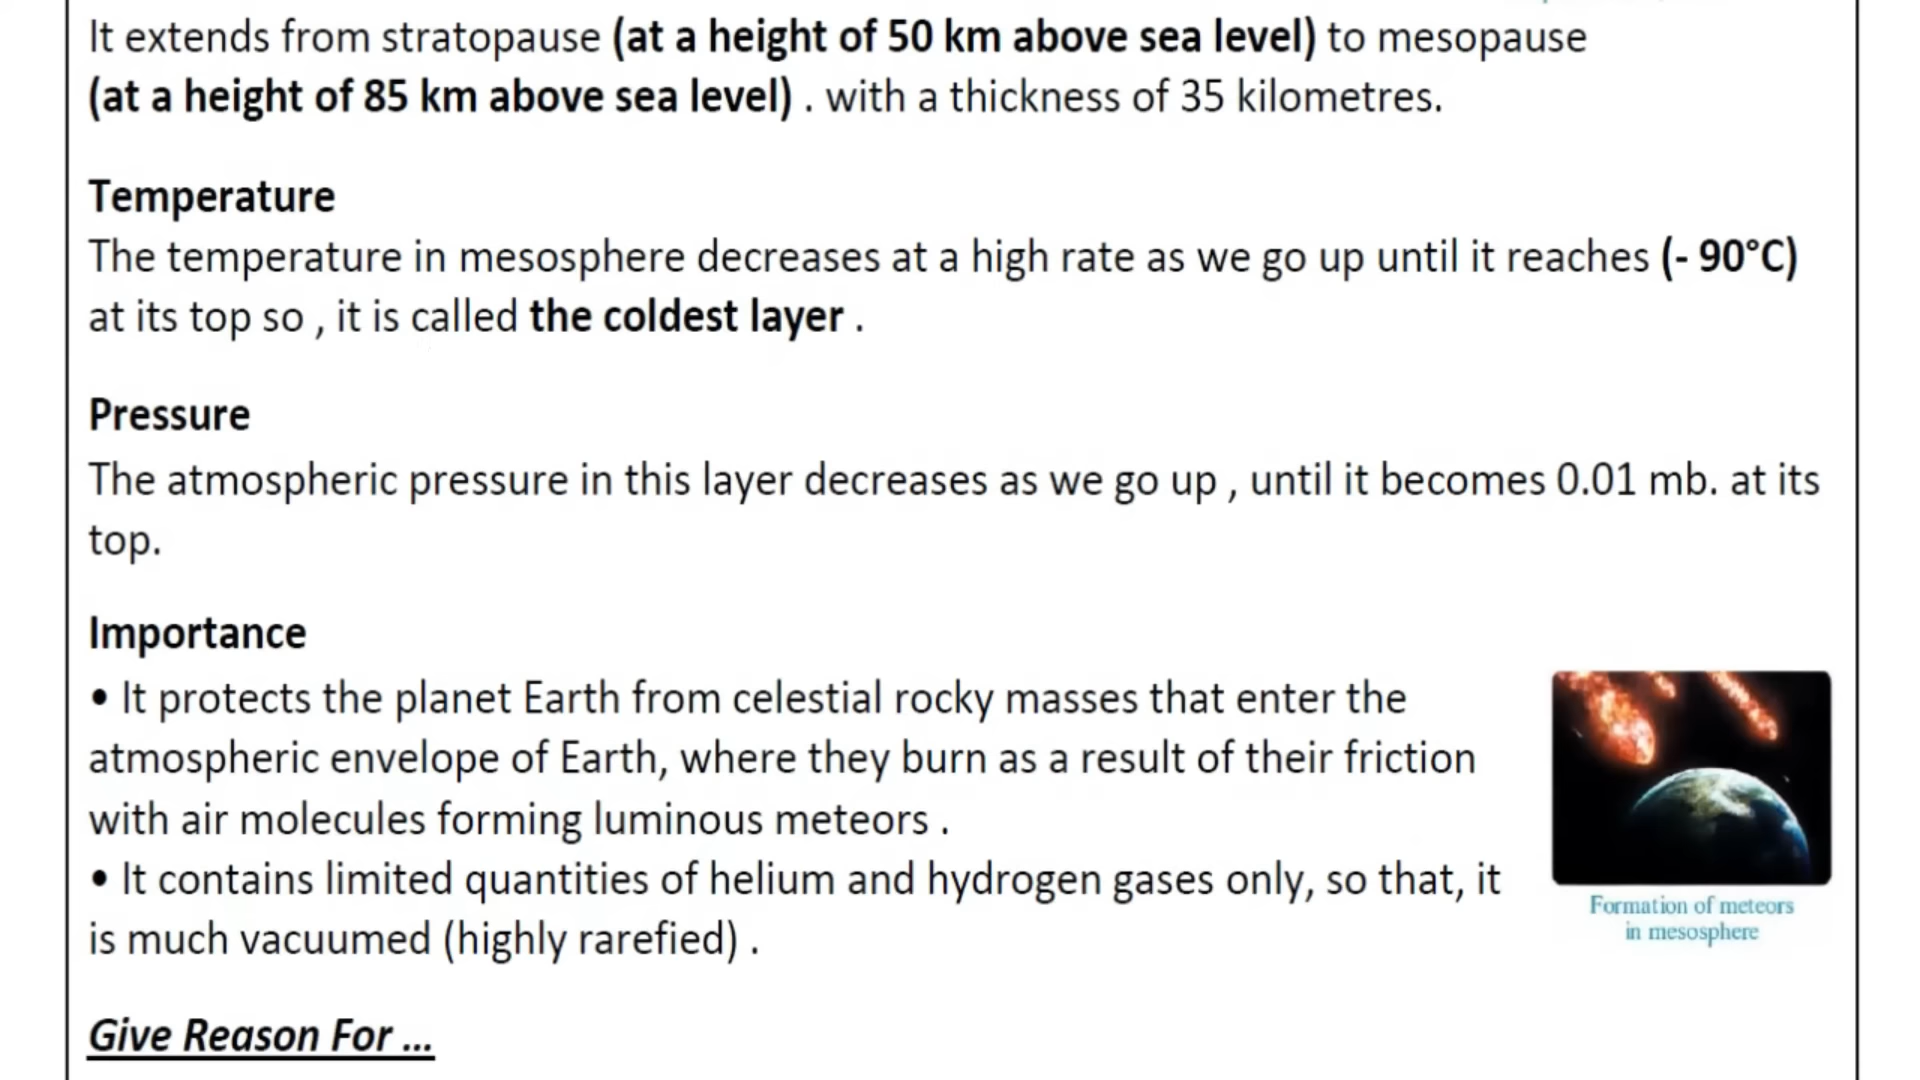 It extends from stratopause (at a height of 50 km above sea level) to mesopause
(at a height of 85 km above sea level) . with a thickness of 35 kilometres.
Temperature
The temperature in mesosphere decreases at a high rate as we go up until it reaches (- 90°C)
at its top so , it is called the coldest layer .
Pressure
The atmospheric pressure in this layer decreases as we go up , until it becomes 0.01 mb. at its
top.
Importance
• It protects the planet Earth from celestial rocky masses that enter the
atmospheric envelope of Earth, where they burn as a result of their friction
with air molecules forming luminous meteors .
• It contains limited quantities of helium and hydrogen gases only, so that, it
is much vacuumed (highly rarefied) .
Formation of meteors
in mesosphere
Give Reason For ...